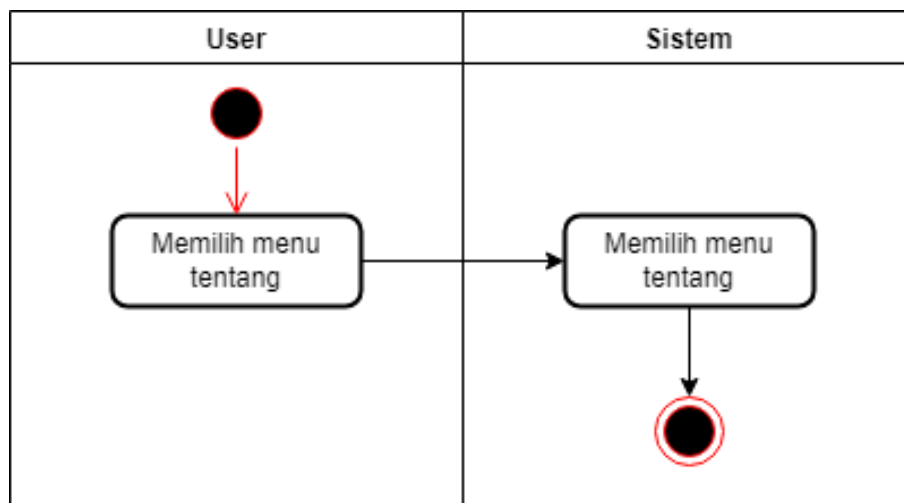 User
Sistem
Memilih menu
tentang
Memilih menu
tentang